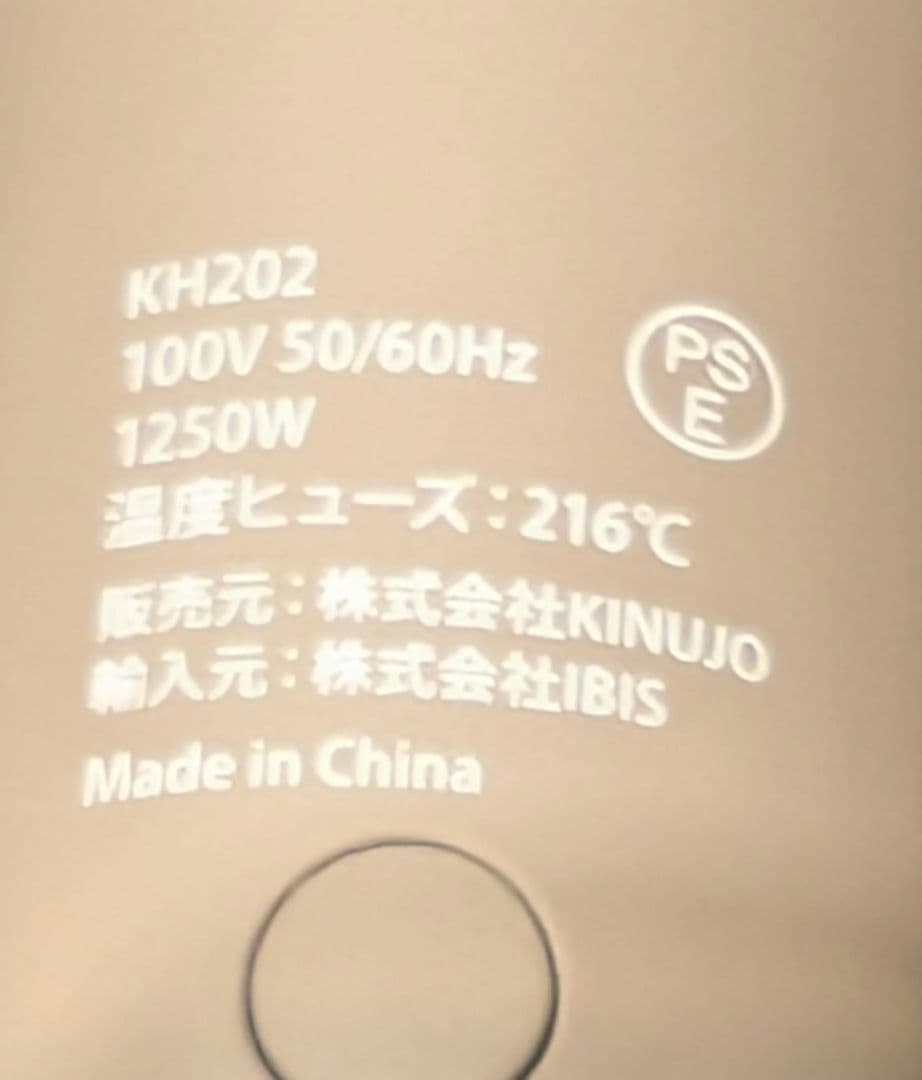 KH202
100V 50/60Hz
1250W
温度ヒューズ：216℃
販売元：株式会社KINUJO
輸入元：株式会社IBIS
Made in China
PS
E